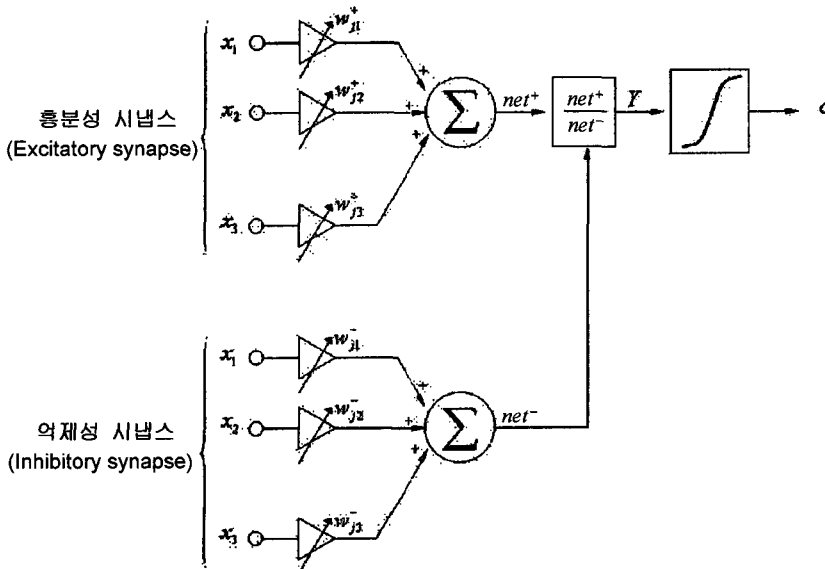 x₁ w⁺ⱼ₁ +
흥분성 시냅스
(Excitatory synapse)
x₂ w⁺ⱼ₂ + Σ net⁺
net⁺
net⁻
x₃ +
x₁ w⁻ⱼ₁ +
억제성 시냅스
(Inhibitory synapse)
x₂ w⁻ⱼ₂ + Σ net⁻
x₃ w⁻ⱼ₃ +